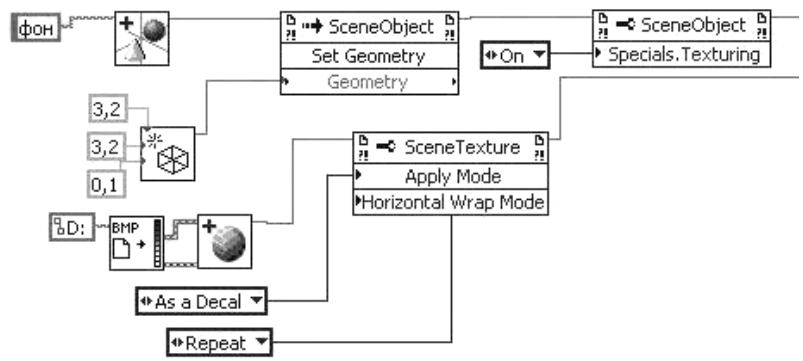 фон
SceneObject
Set Geometry
Geometry
SceneObject
On
Specials.Texturing
3,2
3,2
0,1
SceneTexture
Apply Mode
Horizontal Wrap Mode
D:
BMP
As a Decal
Repeat